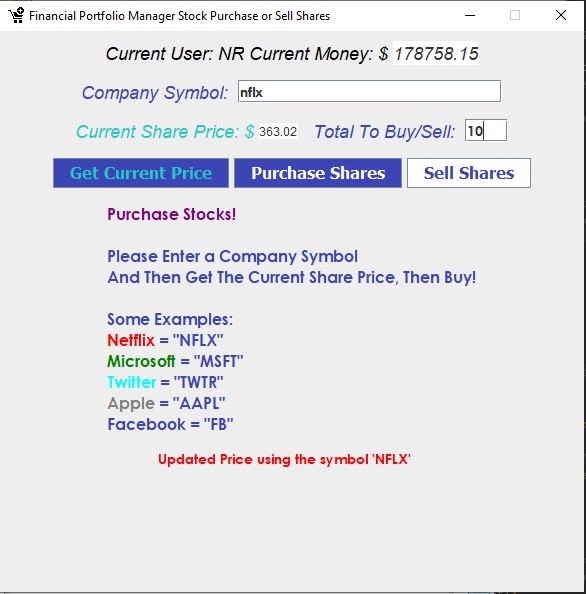 Financial Portfolio Manager Stock Purchase or Sell Shares
Current User: NR Current Money: $ 178758.15
Company Symbol: nflx
Current Share Price: $ 363.02 Total To Buy/Sell: 10
Get Current Price Purchase Shares Sell Shares
Purchase Stocks!
Please Enter a Company Symbol
And Then Get The Current Share Price, Then Buy!
Some Examples:
Netflix = "NFLX"
Microsoft = "MSFT"
Twitter = "TWTR"
Apple = "AAPL"
Facebook = "FB"
Updated Price using the symbol 'NFLX'